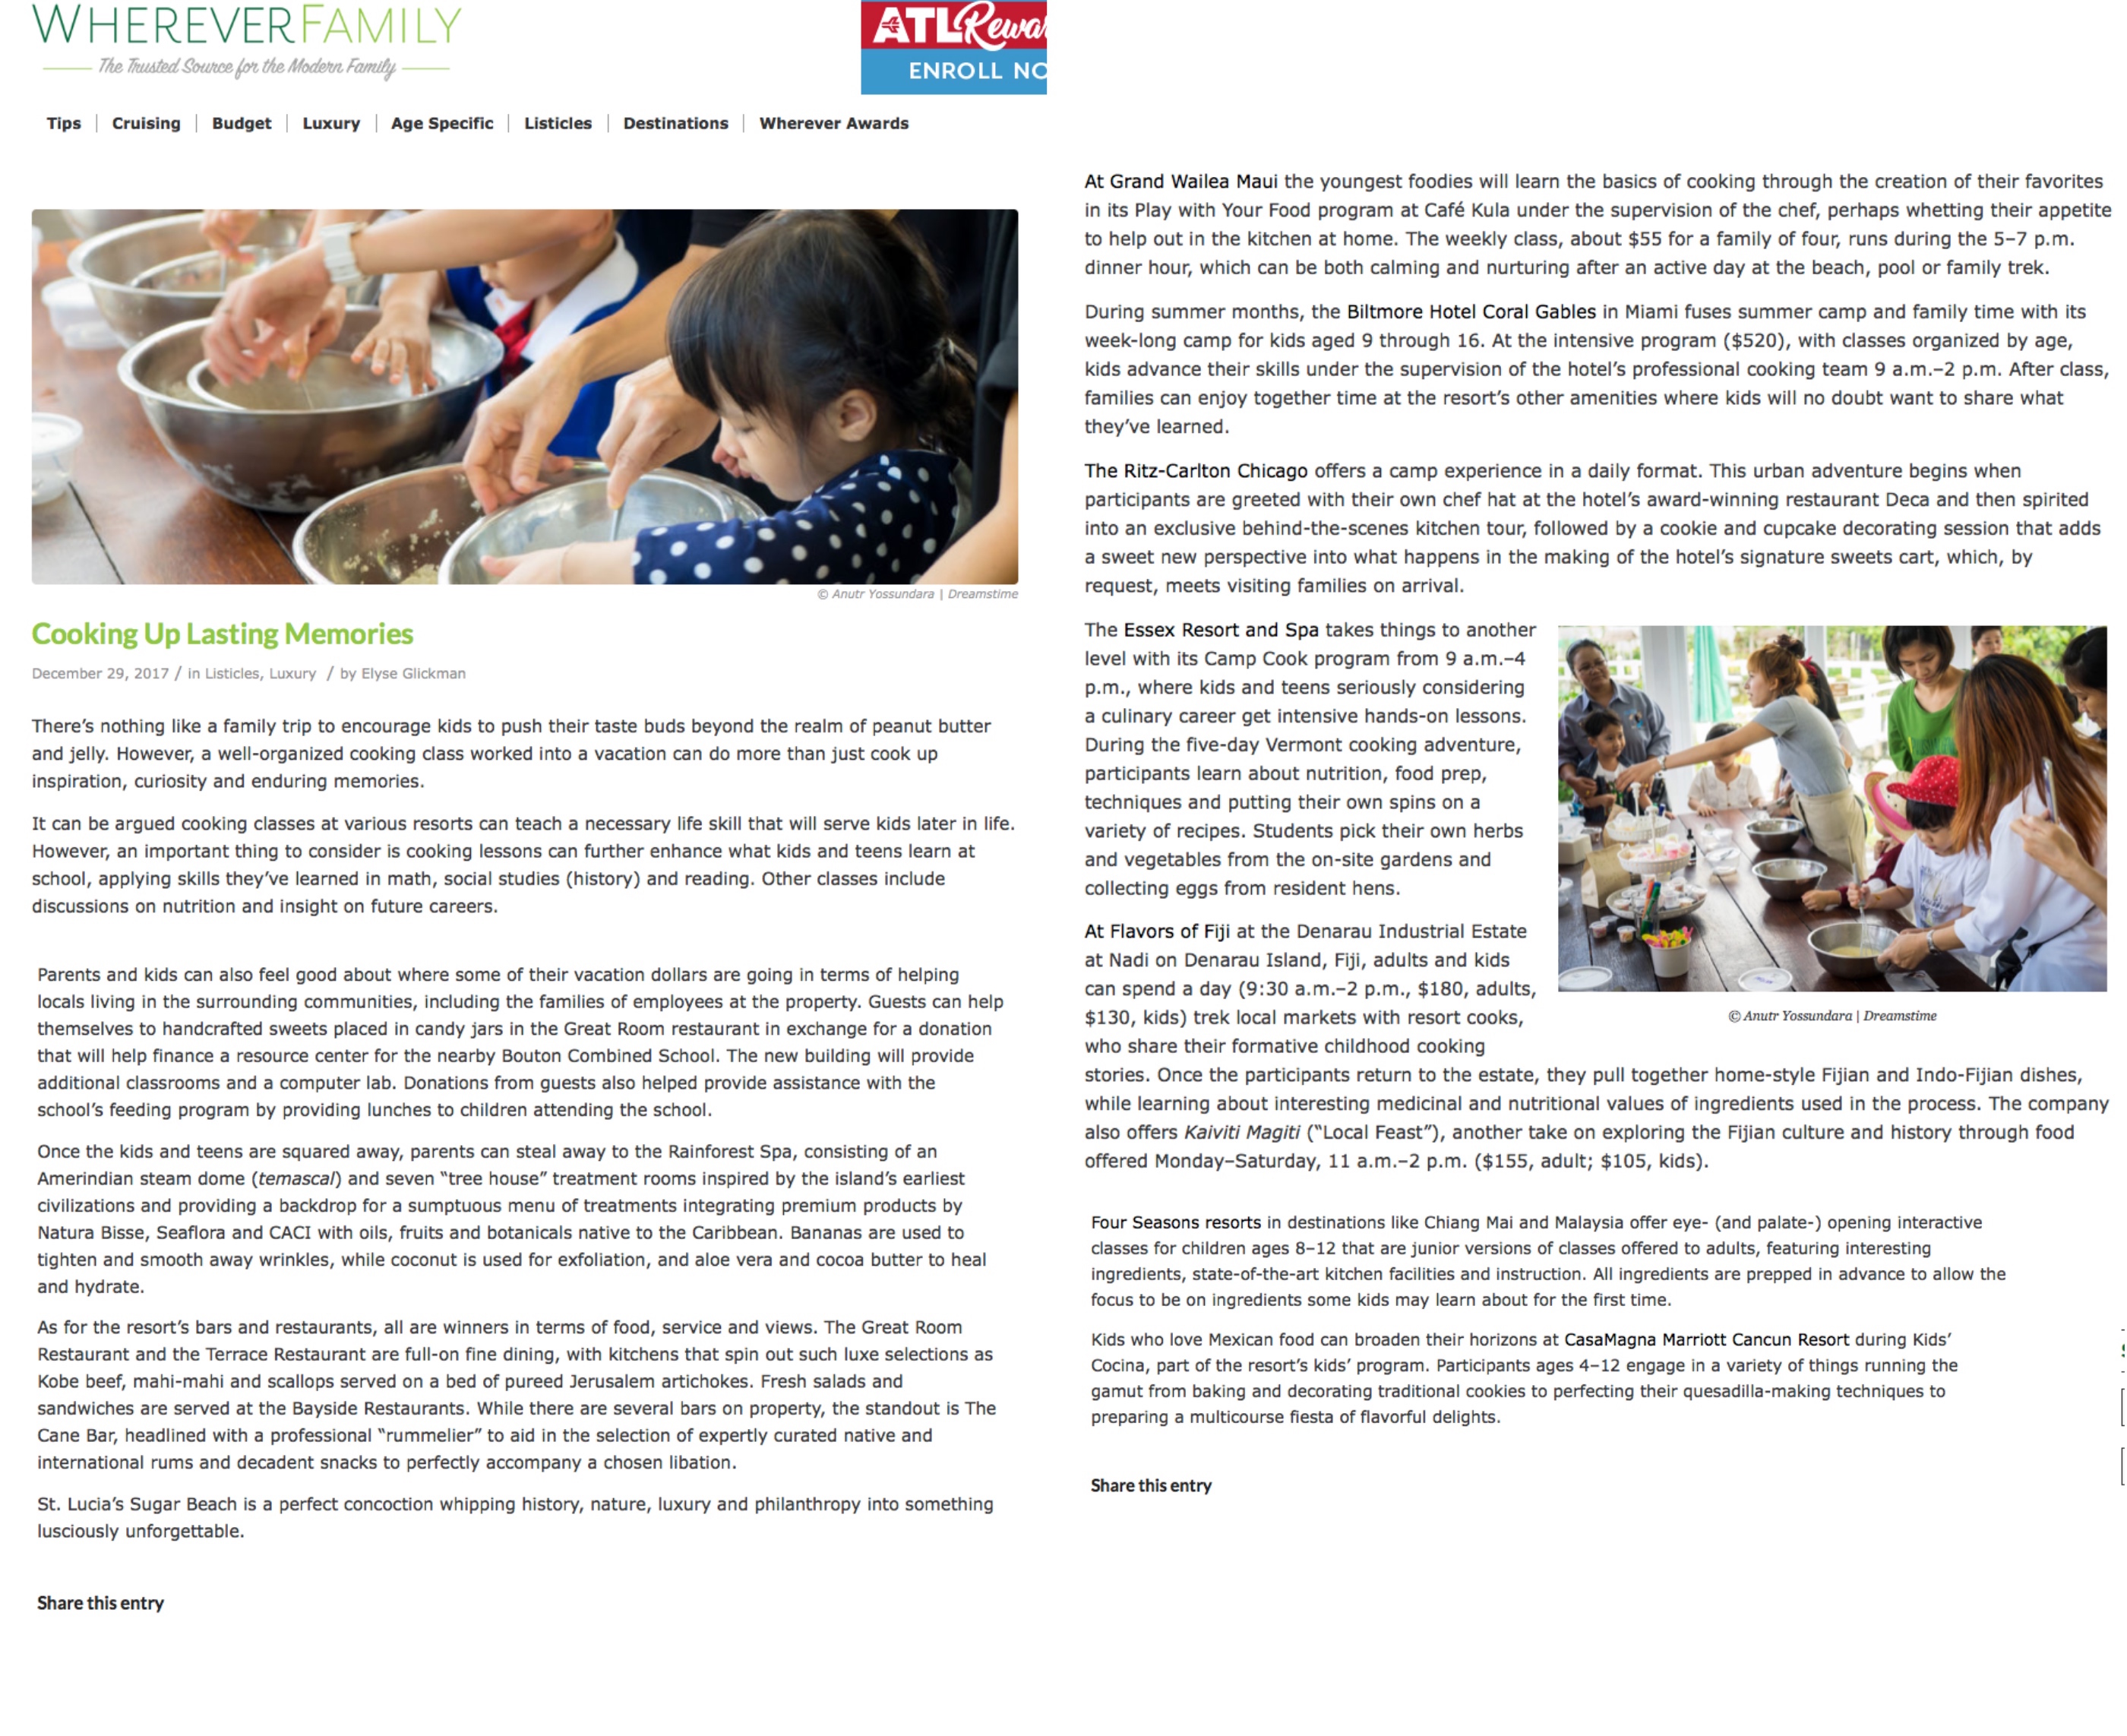 WHEREVERFAMILY
The Trusted Source for the Modern Family
ATL
ENROLL
Tips
Cruising
Budget
Luxury
Age Specific
Listicles
Destinations
Wherever Awards
© Anutr Yossundara | Dreamstime
Cooking Up Lasting Memories
December 29, 2017 / in Listicles, Luxury / by Elyse Glickman
There’s nothing like a family trip to encourage kids to push their taste buds beyond the realm of peanut butter
and jelly. However, a well-organized cooking class worked into a vacation can do more than just cook up
inspiration, curiosity and enduring memories.
It can be argued cooking classes at various resorts can teach a necessary life skill that will serve kids later in life.
However, an important thing to consider is cooking lessons can further enhance what kids and teens learn at
school, applying skills they’ve learned in math, social studies (history) and reading. Other classes include
discussions on nutrition and insight on future careers.
Parents and kids can also feel good about where some of their vacation dollars are going in terms of helping
locals living in the surrounding communities, including the families of employees at the property. Guests can help
themselves to handcrafted sweets placed in candy jars in the Great Room restaurant in exchange for a donation
that will help finance a resource center for the nearby Bouton Combined School. The new building will provide
additional classrooms and a computer lab. Donations from guests also helped provide assistance with the
school’s feeding program by providing lunches to children attending the school.
Once the kids and teens are squared away, parents can steal away to the Rainforest Spa, consisting of an
Amerindian steam dome (temascal) and seven “tree house” treatment rooms inspired by the island’s earliest
civilizations and providing a backdrop for a sumptuous menu of treatments integrating premium products by
Natura Bisse, Seaflora and CACI with oils, fruits and botanicals native to the Caribbean. Bananas are used to
tighten and smooth away wrinkles, while coconut is used for exfoliation, and aloe vera and cocoa butter to heal
and hydrate.
As for the resort’s bars and restaurants, all are winners in terms of food, service and views. The Great Room
Restaurant and the Terrace Restaurant are full-on fine dining, with kitchens that spin out such luxe selections as
Kobe beef, mahi-mahi and scallops served on a bed of pureed Jerusalem artichokes. Fresh salads and
sandwiches are served at the Bayside Restaurants. While there are several bars on property, the standout is The
Cane Bar, headlined with a professional “rummelier” to aid in the selection of expertly curated native and
international rums and decadent snacks to perfectly accompany a chosen libation.
St. Lucia’s Sugar Beach is a perfect concoction whipping history, nature, luxury and philanthropy into something
lusciously unforgettable.
Share this entry
At Grand Wailea Maui the youngest foodies will learn the basics of cooking through the creation of their favorites
in its Play with Your Food program at Café Kula under the supervision of the chef, perhaps whetting their appetite
to help out in the kitchen at home. The weekly class, about $55 for a family of four, runs during the 5–7 p.m.
dinner hour, which can be both calming and nurturing after an active day at the beach, pool or family trek.
During summer months, the Biltmore Hotel Coral Gables in Miami fuses summer camp and family time with its
week-long camp for kids aged 9 through 16. At the intensive program ($520), with classes organized by age,
kids advance their skills under the supervision of the hotel’s professional cooking team 9 a.m.–2 p.m. After class,
families can enjoy together time at the resort’s other amenities where kids will no doubt want to share what
they’ve learned.
The Ritz-Carlton Chicago offers a camp experience in a daily format. This urban adventure begins when
participants are greeted with their own chef hat at the hotel’s award-winning restaurant Deca and then spirited
into an exclusive behind-the-scenes kitchen tour, followed by a cookie and cupcake decorating session that adds
a sweet new perspective into what happens in the making of the hotel’s signature sweets cart, which, by
request, meets visiting families on arrival.
The Essex Resort and Spa takes things to another
level with its Camp Cook program from 9 a.m.–4
p.m., where kids and teens seriously considering
a culinary career get intensive hands-on lessons.
During the five-day Vermont cooking adventure,
participants learn about nutrition, food prep,
techniques and putting their own spins on a
variety of recipes. Students pick their own herbs
and vegetables from the on-site gardens and
collecting eggs from resident hens.
At Flavors of Fiji at the Denarau Industrial Estate
at Nadi on Denarau Island, Fiji, adults and kids
can spend a day (9:30 a.m.–2 p.m., $180, adults,
$130, kids) trek local markets with resort cooks,
who share their formative childhood cooking
stories. Once the participants return to the estate, they pull together home-style Fijian and Indo-Fijian dishes,
while learning about interesting medicinal and nutritional values of ingredients used in the process. The company
also offers Kaiviti Magiti (“Local Feast”), another take on exploring the Fijian culture and history through food
offered Monday–Saturday, 11 a.m.–2 p.m. ($155, adult; $105, kids).
© Anutr Yossundara | Dreamstime
Four Seasons resorts in destinations like Chiang Mai and Malaysia offer eye- (and palate-) opening interactive
classes for children ages 8–12 that are junior versions of classes offered to adults, featuring interesting
ingredients, state-of-the-art kitchen facilities and instruction. All ingredients are prepped in advance to allow the
focus to be on ingredients some kids may learn about for the first time.
Kids who love Mexican food can broaden their horizons at CasaMagna Marriott Cancun Resort during Kids’
Cocina, part of the resort’s kids’ program. Participants ages 4–12 engage in a variety of things running the
gamut from baking and decorating traditional cookies to perfecting their quesadilla-making techniques to
preparing a multicourse fiesta of flavorful delights.
Share this entry